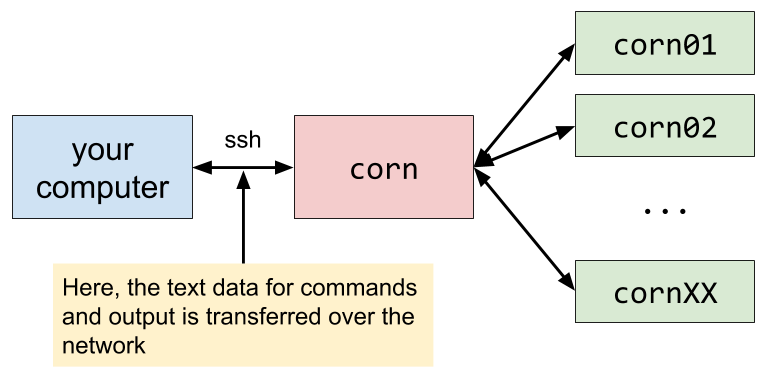 your
computer
ssh
corn
corn01
corn02
...
cornXX
Here, the text data for commands
and output is transferred over the
network